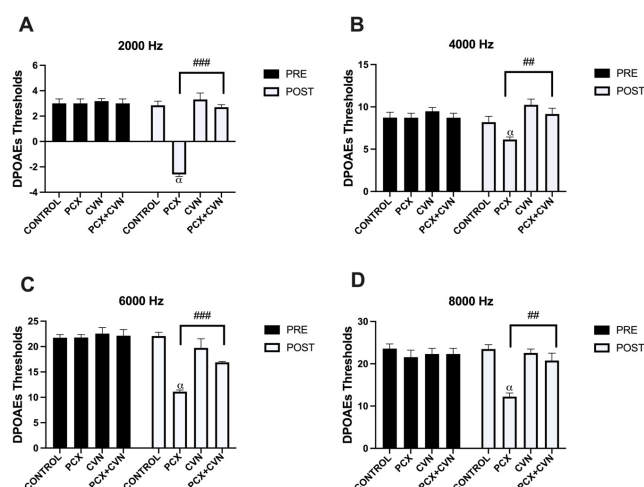 A
2000 Hz
DPOAEs Thresholds
6
4
2
0
-2
-4
###
α
CONTROL
PCX
CVN
PCX+CVN
CONTROL
PCX
CVN
PCX+CVN
PRE
POST
B
4000 Hz
DPOAEs Thresholds
15
10
5
0
##
α
CONTROL
PCX
CVN
PCX+CVN
CONTROL
PCX
CVN
PCX+CVN
PRE
POST
C
6000 Hz
DPOAEs Thresholds
25
20
15
10
5
0
###
α
CONTROL
PCX
CVN
PCX+CVN
CONTROL
PCX
CVN
PCX+CVN
PRE
POST
D
8000 Hz
DPOAEs Thresholds
30
20
10
0
##
α
CONTROL
PCX
CVN
PCX+CVN
CONTROL
PCX
CVN
PCX+CVN
PRE
POST